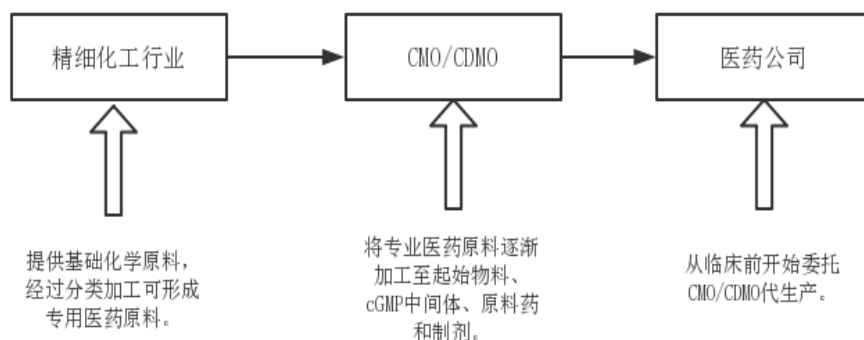 精细化工行业
CMO/CDMO
医药公司
提供基础化学原料，
经过分类加工可形成
专用医药原料。
将专业医药原料逐渐
加工至起始物料、
cGMP中间体、原料药
和制剂。
从临床前开始委托
CMO/CDMO代生产。